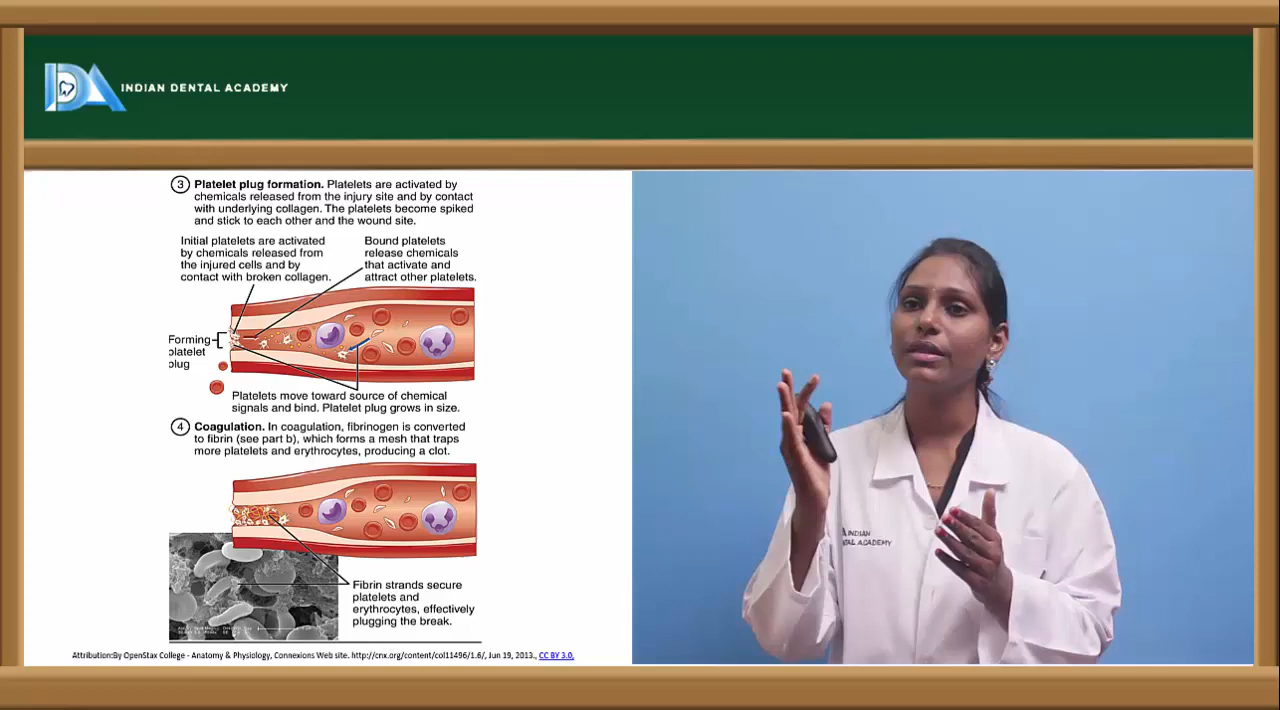 INDIAN DENTAL ACADEMY
3 Platelet plug formation. Platelets are activated by
chemicals released from the injury site and by contact
with underlying collagen. The platelets become spiked
and stick to each other and the wound site.
Initial platelets are activated
by chemicals released from
the injured cells and by
contact with broken collagen.
Bound platelets
release chemicals
that activate and
attract other platelets.
Forming
platelet
plug
Platelets move toward source of chemical
signals and bind. Platelet plug grows in size.
4 Coagulation. In coagulation, fibrinogen is converted
to fibrin (see part b), which forms a mesh that traps
more platelets and erythrocytes, producing a clot.
Fibrin strands secure
platelets and
erythrocytes, effectively
plugging the break.
Attribution:By OpenStax College - Anatomy & Physiology, Connexions Web site. http://cnx.org/content/col11496/1.6/, Jun 19, 2013., CC BY 3.0,
INDIAN
DENTAL ACADEMY